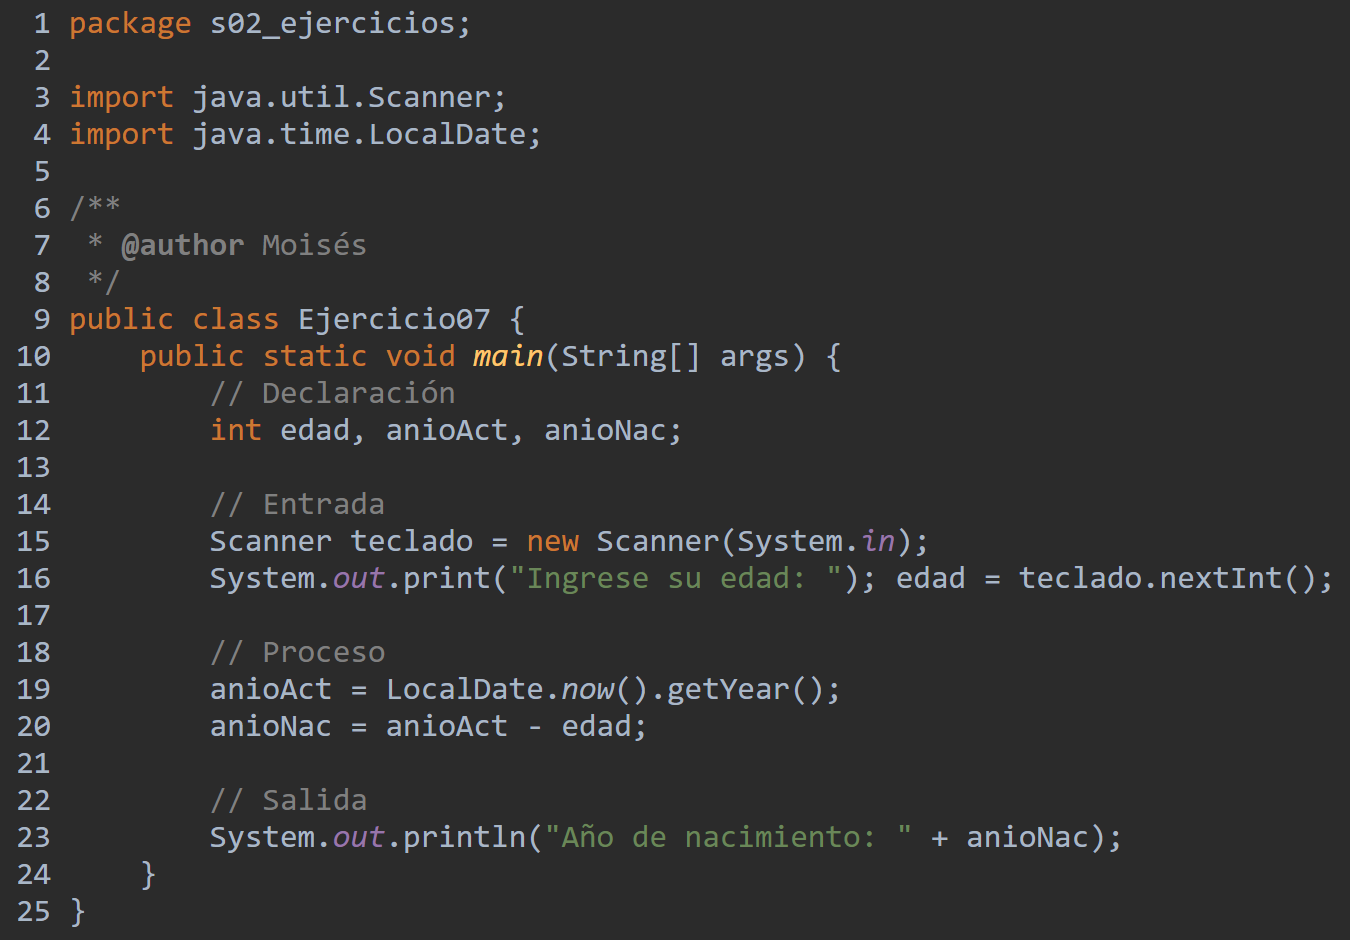 1 package s02_ejercicios;
2
3 import java.util.Scanner;
4 import java.time.LocalDate;
5
6 /**
7  * @author Moisés
8  */
9 public class Ejercicio07 {
10     public static void main(String[] args) {
11         // Declaración
12         int edad, anioAct, anioNac;
13
14         // Entrada
15         Scanner teclado = new Scanner(System.in);
16         System.out.print("Ingrese su edad: "); edad = teclado.nextInt();
17
18         // Proceso
19         anioAct = LocalDate.now().getYear();
20         anioNac = anioAct - edad;
21
22         // Salida
23         System.out.println("Año de nacimiento: " + anioNac);
24     }
25 }